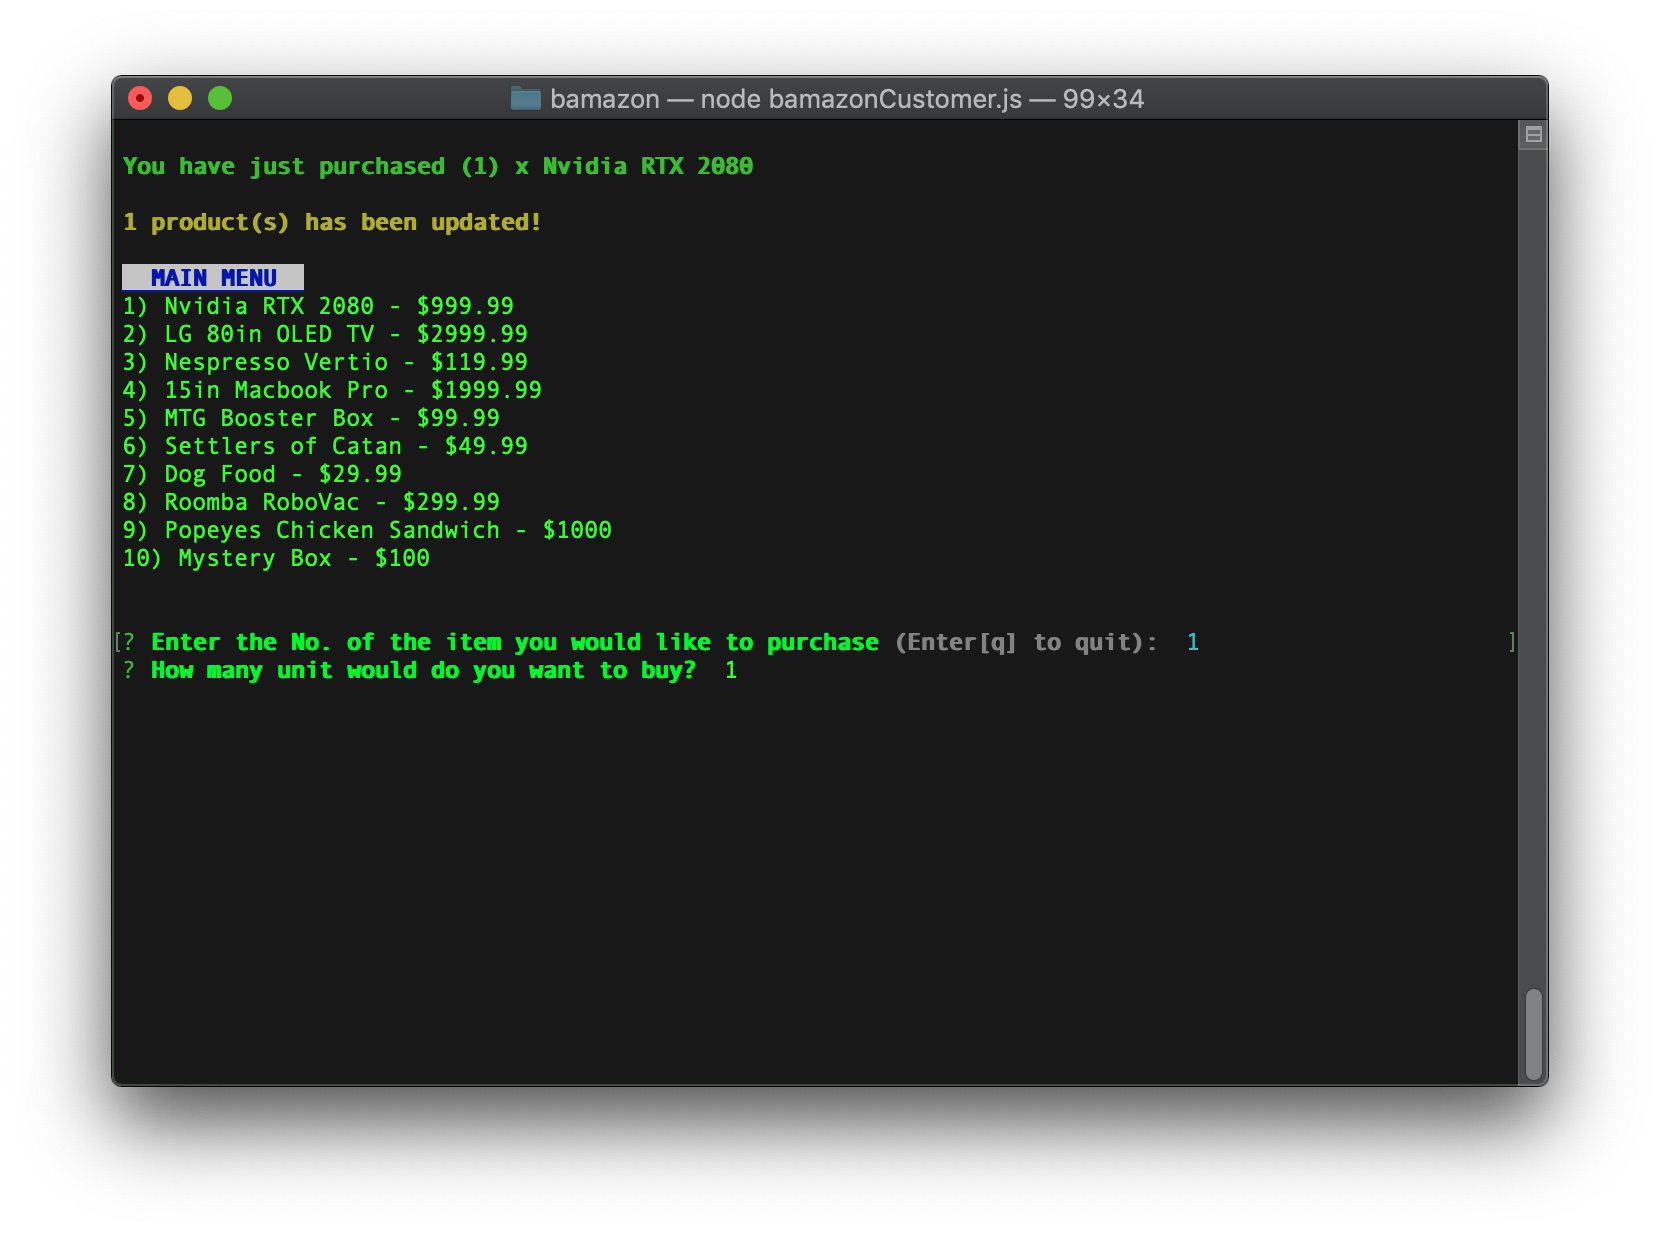 bamazon — node bamazonCustomer.js — 99×34
You have just purchased (1) x Nvidia RTX 2080
1 product(s) has been updated!
MAIN MENU
1) Nvidia RTX 2080 - $999.99
2) LG 80in OLED TV - $2999.99
3) Nespresso Vertio - $119.99
4) 15in Macbook Pro - $1999.99
5) MTG Booster Box - $99.99
6) Settlers of Catan - $49.99
7) Dog Food - $29.99
8) Roomba RoboVac - $299.99
9) Popeyes Chicken Sandwich - $1000
10) Mystery Box - $100
[? Enter the No. of the item you would like to purchase (Enter[q] to quit):  1 ]
? How many unit would do you want to buy?  1